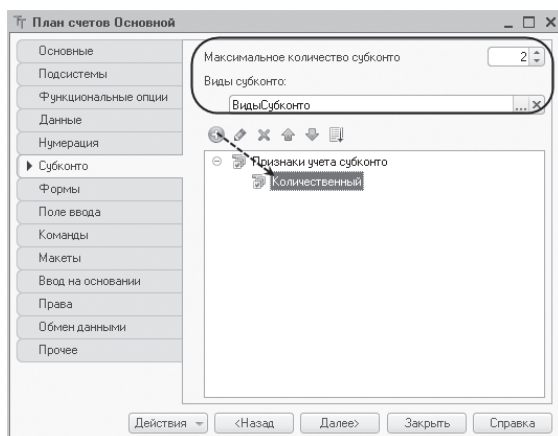 План счетов Основной
Основные
Подсистемы
Функциональные опции
Данные
Нумерация
Субконто
Формы
Поле ввода
Команды
Макеты
Ввод на основании
Права
Обмен данными
Прочее
Максимальное количество субконто
2
Виды субконто:
ВидыСубконто
...
Признаки учета субконто
Количественный
Действия
<Назад
Далее>
Закрыть
Справка